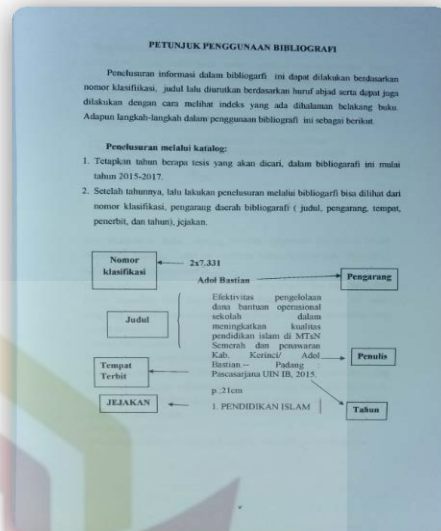 PETUNJUK PENGGUNAAN BIBLIOGRAFI
Penelusuran informasi dalam bibliogarfi ini dapat dilakukan berdasarkan
nomor klasifiikasi, judul lalu diurutkan berdasarkan huruf abjad serta dapat juga
dilakukan dengan cara melihat indeks yang ada dihalaman belakang buku.
Adapun langkah-langkah dalam penggunaan bibliografi ini sebagai berikut.
Penelusuran melalui katalog:
1. Tetapkan tahun berapa tesis yang akan dicari, dalam bibliogarafi ini mulai
tahun 2015-2017.
2. Setelah tahunnya, lalu lakukan penelusuran melalui bibliogarfi bisa dilihat dari
nomor klasifikasi, pengarang daerah bibliogarafi ( judul, pengarang, tempat,
penerbit, dan tahun), jejakan.
Nomor
klasifikasi
2x7.331
Adol Bastian
Pengarang
Judul
Efektivitas pengelolaan
dana bantuan operasional
sekolah dalam
meningkatkan kualitas
pendidikan islam di MTsN
Semerah dan penawaran
Kab. Kerinci/ Adol
Bastian.-- Padang
Pascasarjana UIN IB, 2015.
Penulis
Tempat
Terbit
p.;21cm
JEJAKAN
1. PENDIDIKAN ISLAM
Tahun
v